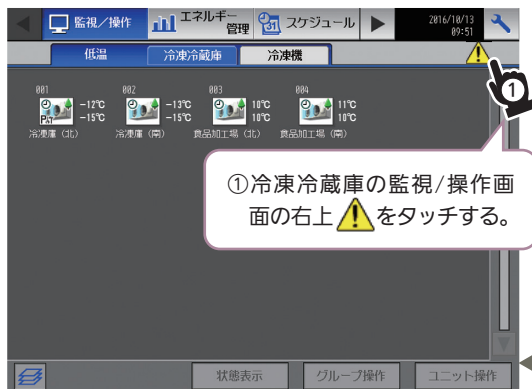 監視/操作
エネルギー
管理
31
スケジュール
2016/10/13
09:51
低温
冷凍冷蔵庫
冷凍機
001
-12℃
-15℃
冷凍庫 (北)
002
-13℃
-15℃
冷凍庫 (南)
003
10℃
10℃
食品加工場 (北)
004
11℃
10℃
食品加工場 (南)
①
①冷凍冷蔵庫の監視/操作画
面の右上 をタッチする。
状態表示
グループ操作
ユニット操作